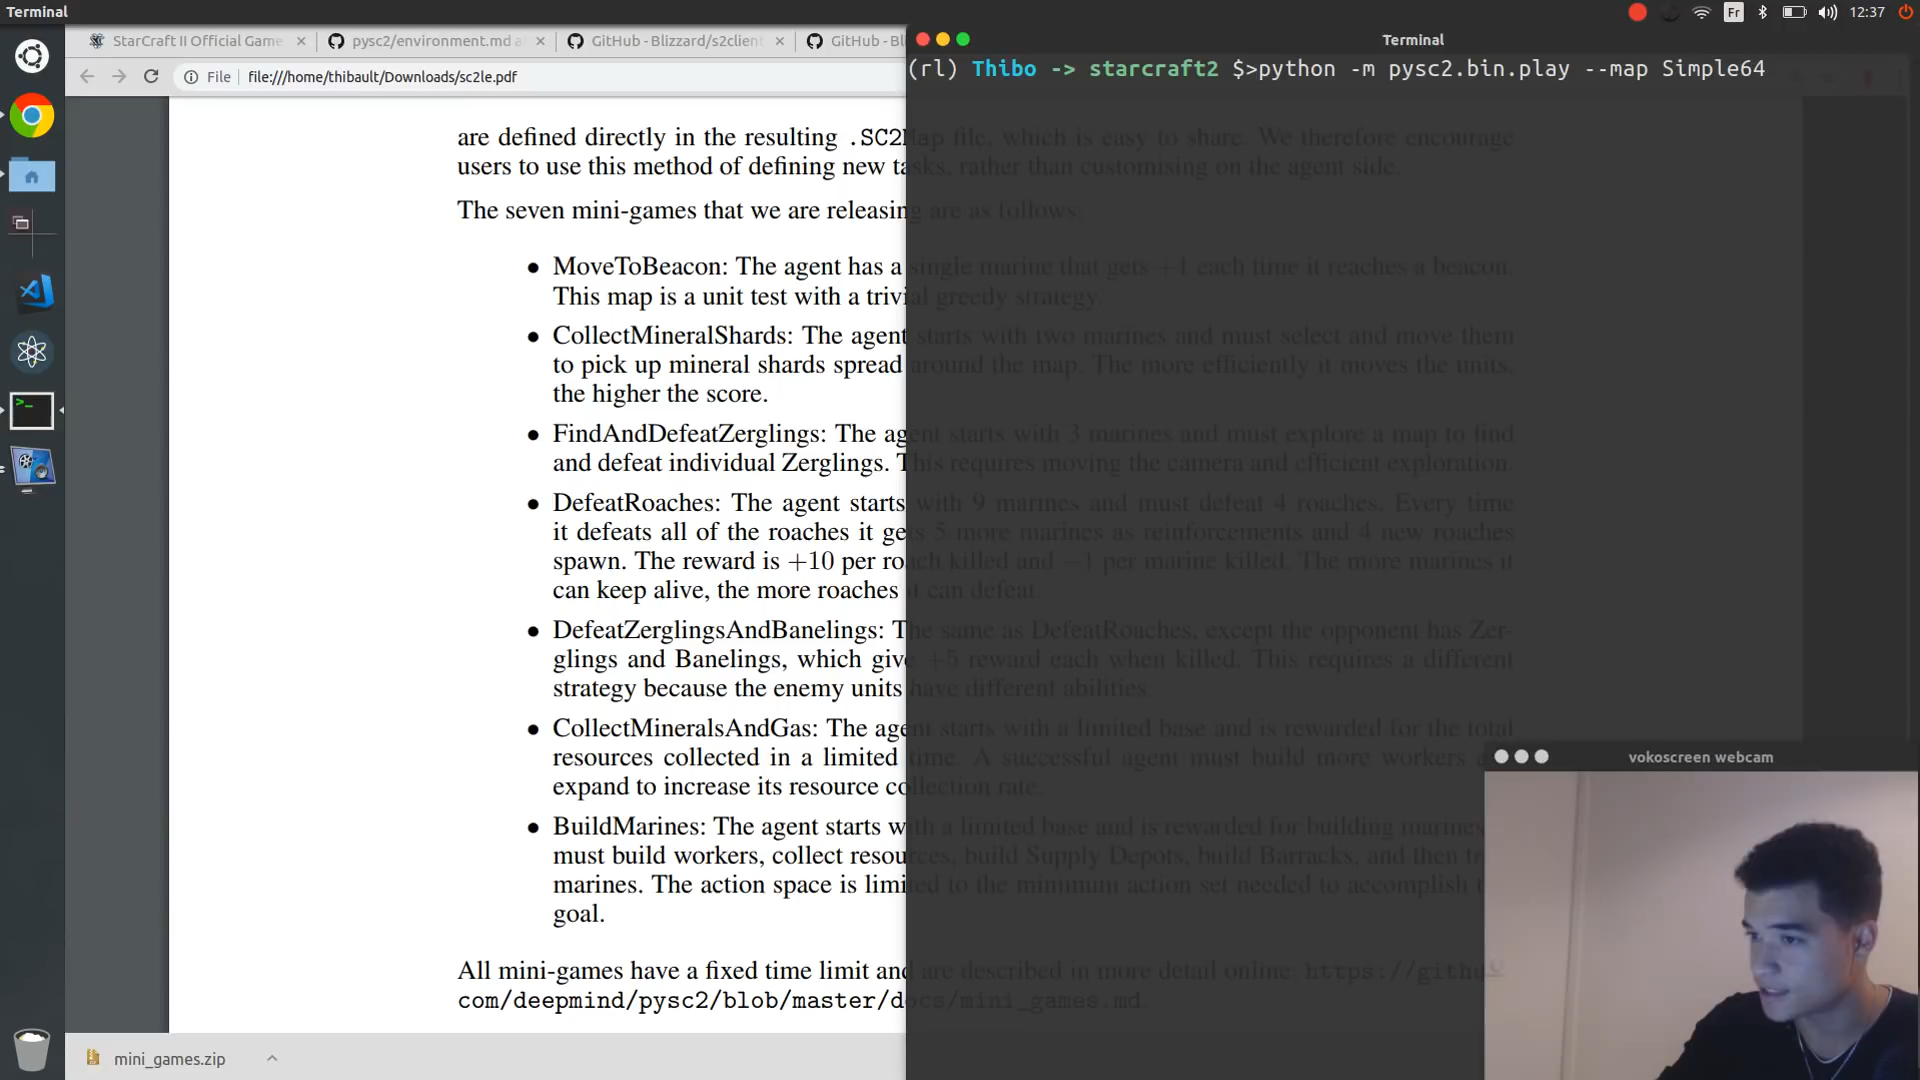 Terminal
Fr
12:37
StarCraft II Official Game
pysc2/environment.md a
GitHub - Blizzard/s2client
GitHub - Bl
File
file:///home/thibault/Downloads/sc2le.pdf
Terminal
(rl) Thibo -> starcraft2 $>python -m pysc2.bin.play --map Simple64
are defined directly in the resulting .SC2Map file, which is easy to share. We therefore encourage
users to use this method of defining new tasks, rather than customising on the agent side.
The seven mini-games that we are releasing are as follows:
• MoveToBeacon: The agent has a single marine that gets +1 each time it reaches a beacon.
This map is a unit test with a trivial greedy strategy.
• CollectMineralShards: The agent starts with two marines and must select and move them
to pick up mineral shards spread around the map. The more efficiently it moves the units,
the higher the score.
• FindAndDefeatZerglings: The agent starts with 3 marines and must explore a map to find
and defeat individual Zerglings. This requires moving the camera and efficient exploration.
• DefeatRoaches: The agent starts with 9 marines and must defeat 4 roaches. Every time
it defeats all of the roaches it gets 5 more marines as reinforcements and 4 new roaches
spawn. The reward is +10 per roach killed and −1 per marine killed. The more marines it
can keep alive, the more roaches it can defeat.
• DefeatZerglingsAndBanelings: The same as DefeatRoaches, except the opponent has Zer-
glings and Banelings, which give +5 reward each when killed. This requires a different
strategy because the enemy units have different abilities.
• CollectMineralsAndGas: The agent starts with a limited base and is rewarded for the total
resources collected in a limited time. A successful agent must build more workers a
expand to increase its resource collection rate.
• BuildMarines: The agent starts with a limited base and is rewarded for building marines
must build workers, collect resources, build Supply Depots, build Barracks, and then tr
marines. The action space is limited to the minimum action set needed to accomplish t
goal.
All mini-games have a fixed time limit and are described in more detail online: https://githu
com/deepmind/pysc2/blob/master/docs/mini_games.md.
vokoscreen webcam
mini_games.zip